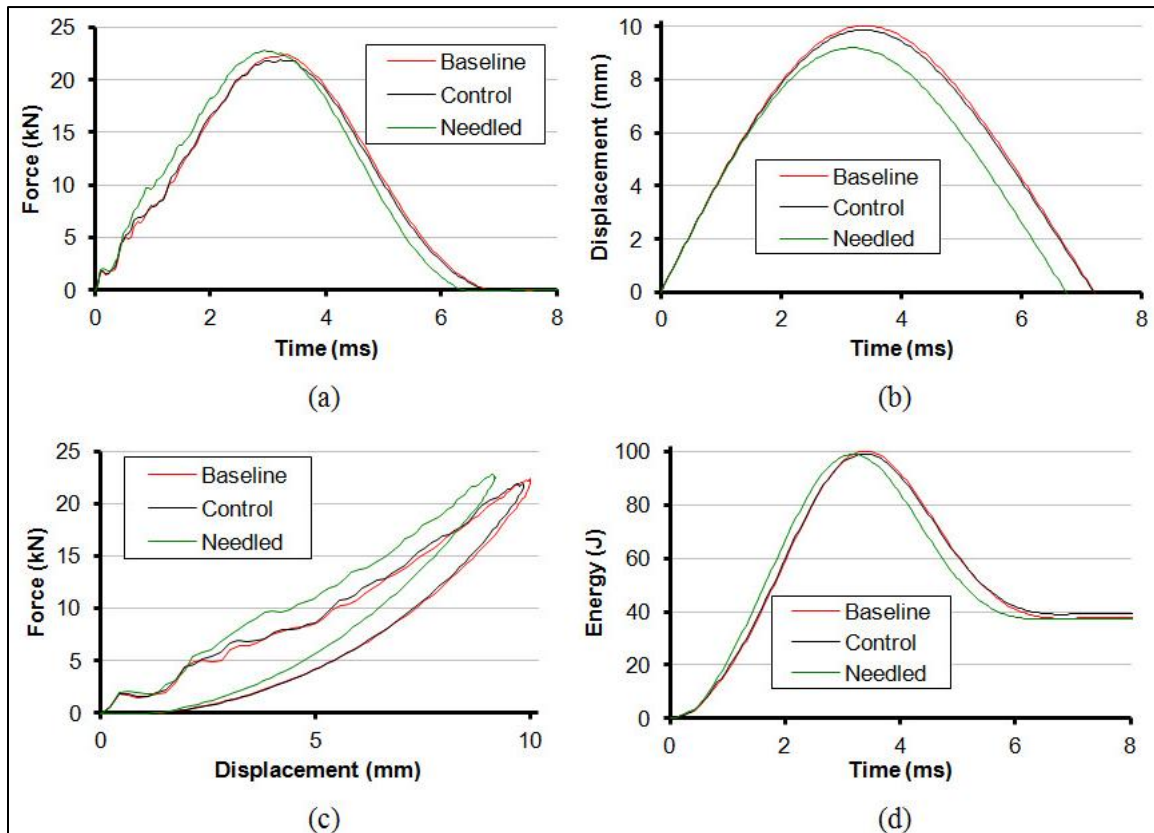 Force (kN)
25
20
15
10
5
0
Baseline
Control
Needled
0 2 4 6 8
Time (ms)
(a)
Displacement (mm)
10
8
6
4
2
0
Baseline
Control
Needled
0 2 4 6 8
Time (ms)
(b)
Force (kN)
25
20
15
10
5
0
Baseline
Control
Needled
0 5 10
Displacement (mm)
(c)
Energy (J)
100
80
60
40
20
0
Baseline
Control
Needled
0 2 4 6 8
Time (ms)
(d)